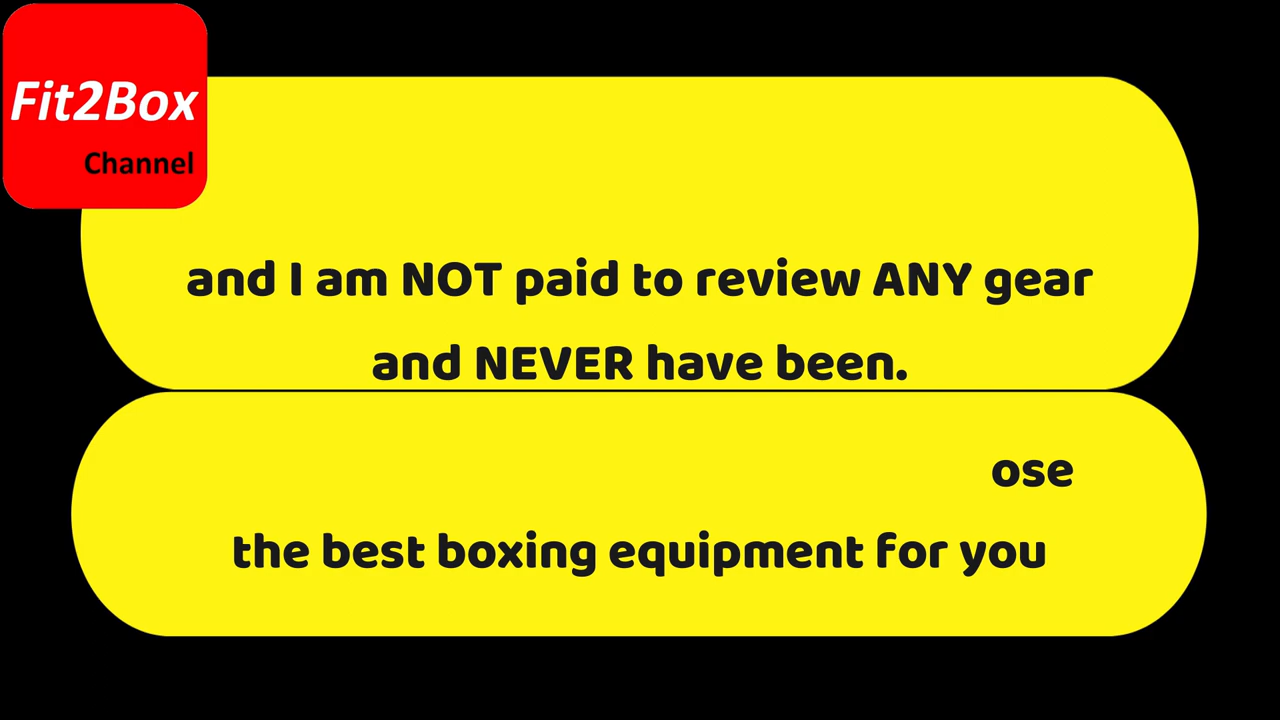 Fit2Box
Channel
and I am NOT paid to review ANY gear
and NEVER have been.
ose
the best boxing equipment for you